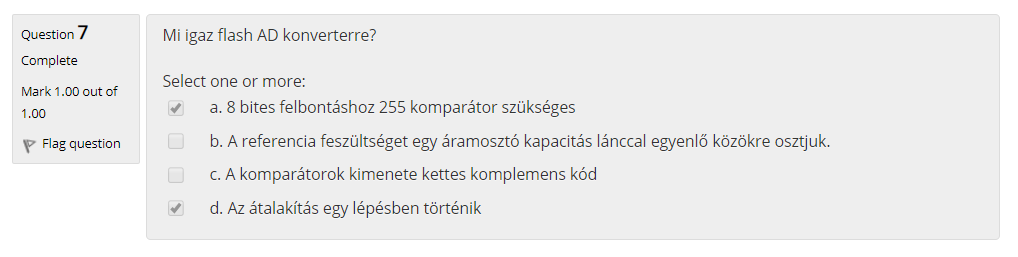 Question 7
Complete
Mark 1.00 out of
1.00
Flag question
Mi igaz flash AD konverterre?
Select one or more:
a. 8 bites felbontáshoz 255 komparátor szükséges
b. A referencia feszültséget egy áramosztó kapacitás lánccal egyenlő közökre osztjuk.
c. A komparátorok kimenete kettes komplemens kód
d. Az átalakítás egy lépésben történik